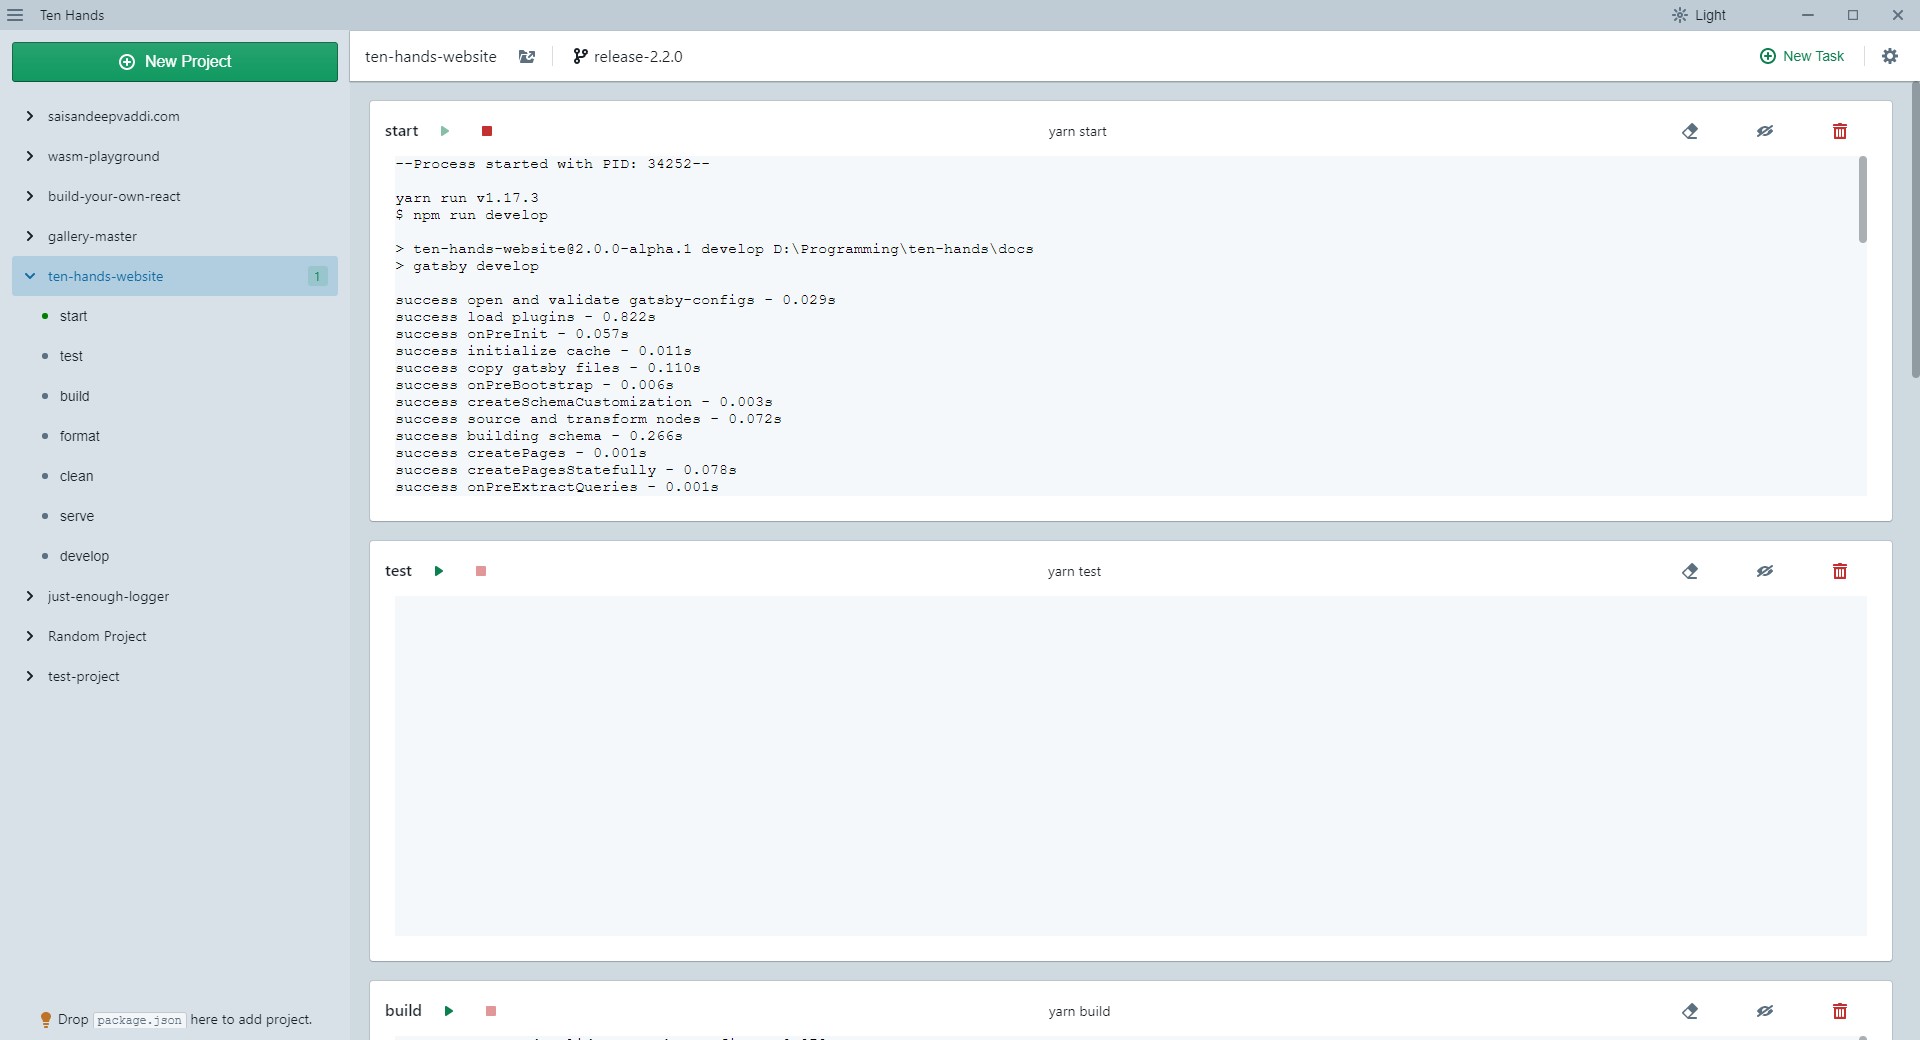 Ten Hands
Light
New Project
saisandeepvaddi.com
wasm-playground
build-your-own-react
gallery-master
ten-hands-website 1
start
test
build
format
clean
serve
develop
just-enough-logger
Random Project
test-project
Drop package.json here to add project.
ten-hands-website
release-2.2.0
New Task
start
yarn start
--Process started with PID: 34252--
yarn run v1.17.3
$ npm run develop
> ten-hands-website@2.0.0-alpha.1 develop D:\Programming\ten-hands\docs
> gatsby develop
success open and validate gatsby-configs - 0.029s
success load plugins - 0.822s
success onPreInit - 0.057s
success initialize cache - 0.011s
success copy gatsby files - 0.110s
success onPreBootstrap - 0.006s
success createSchemaCustomization - 0.003s
success source and transform nodes - 0.072s
success building schema - 0.266s
success createPages - 0.001s
success createPagesStatefully - 0.078s
success onPreExtractQueries - 0.001s
test
yarn test
build
yarn build